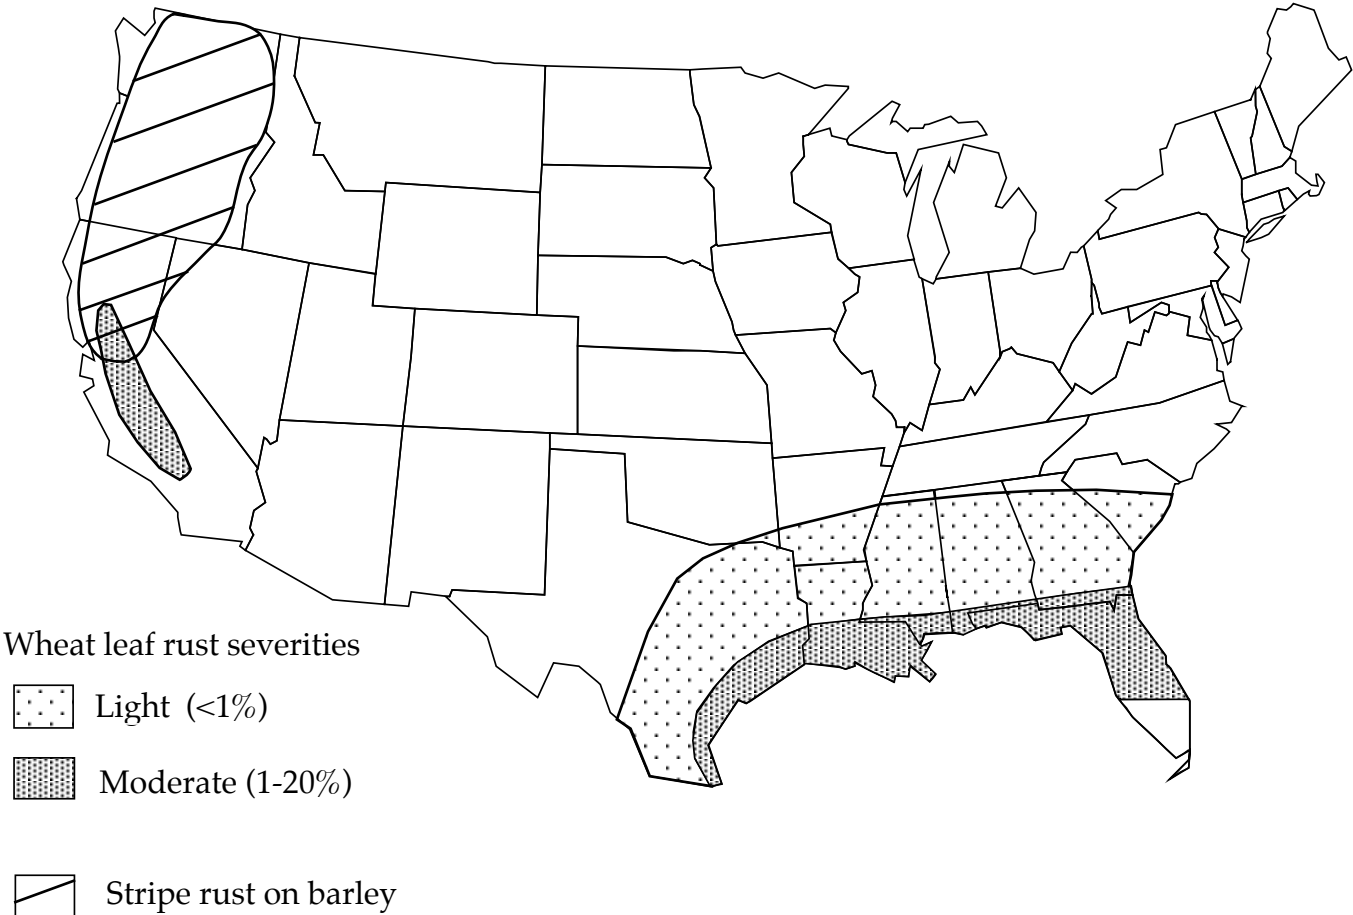 Wheat leaf rust severities
Light (<1%)
Moderate (1-20%)
Stripe rust on barley